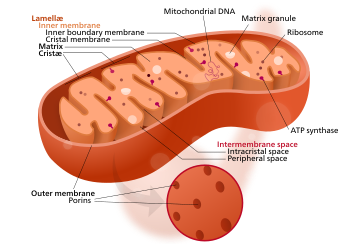 Mitochondrial DNA
Lamellæ
Inner membrane
Matrix granule
Inner boundary membrane
Ribosome
Cristal membrane
Matrix
Cristæ
ATP synthase
Intermembrane space
Intracristal space
Peripheral space
Outer membrane
Porins